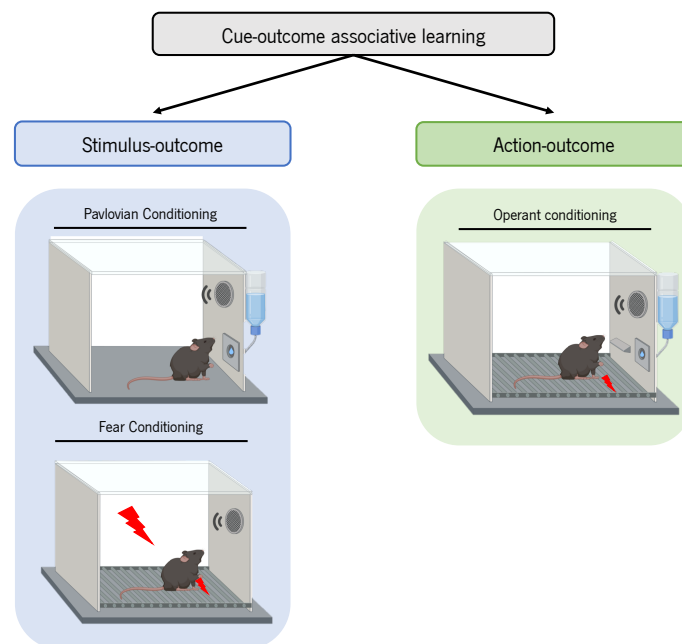 Cue-outcome associative learning
Stimulus-outcome
Action-outcome
Pavlovian Conditioning
Operant conditioning
Fear Conditioning